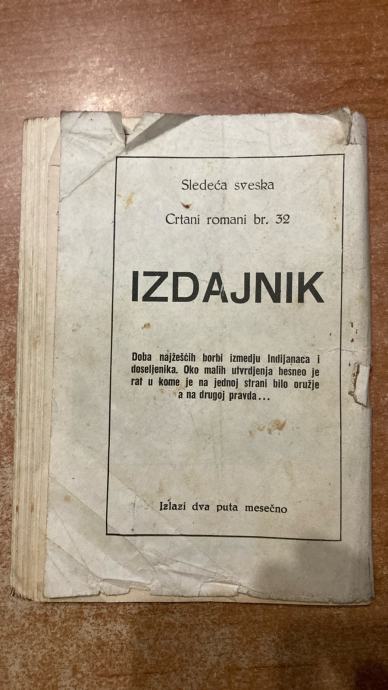 Sledeća sveska
Crtani romani br. 32
IZDAJNIK
Doba najžešćih borbi izmedju Indijanaca i
doseljenika. Oko malih utvrdjenja besneo je
rat u kome je na jednoj strani bilo oružje
a na drugoj pravda...
Izlazi dva puta mesečno